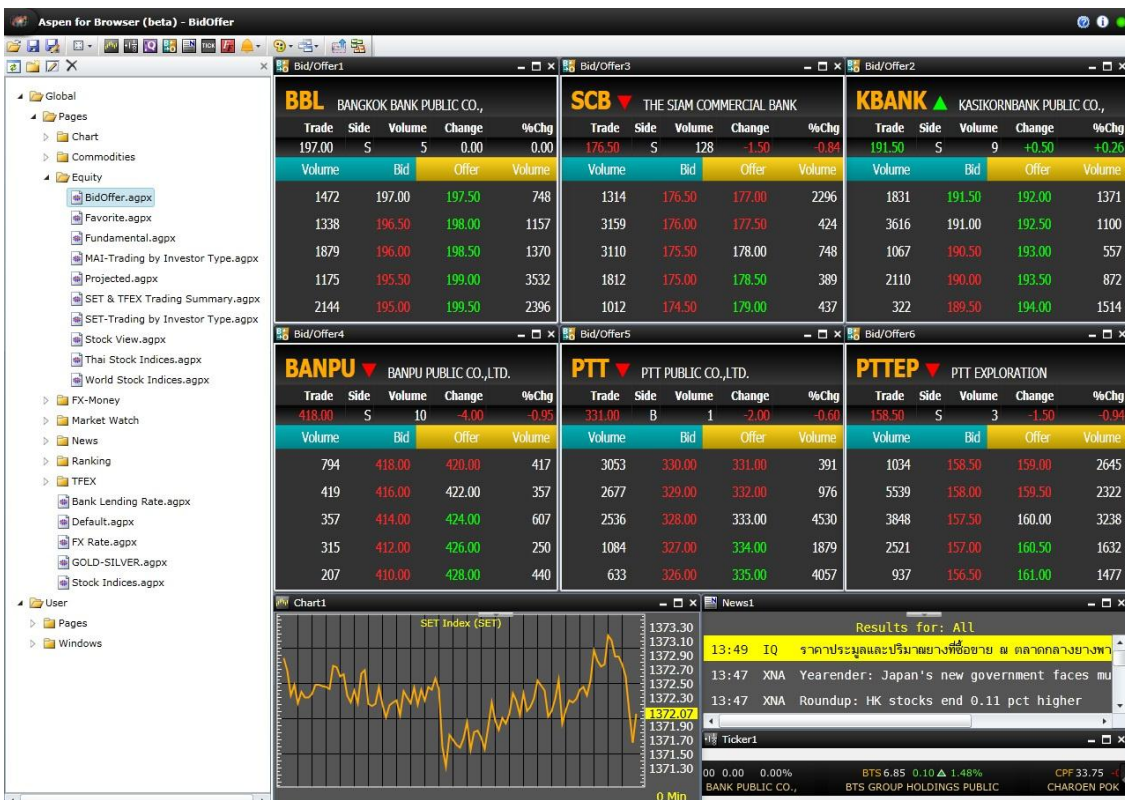 Aspen for Browser (beta) - BidOffer
Global
Pages
Chart
Commodities
Equity
BidOffer.agpx
Favorite.agpx
Fundamental.agpx
MAI-Trading by Investor Type.agpx
Projected.agpx
SET & TFEX Trading Summary.agpx
SET-Trading by Investor Type.agpx
Stock View.agpx
Thai Stock Indices.agpx
World Stock Indices.agpx
FX-Money
Market Watch
News
Ranking
TFEX
Bank Lending Rate.agpx
Default.agpx
FX Rate.agpx
GOLD-SILVER.agpx
Stock Indices.agpx
User
Pages
Windows
Bid/Offer1
BBL BANGKOK BANK PUBLIC CO.,
Trade Side Volume Change %Chg
197.00 S 5 0.00 0.00
Volume Bid Offer Volume
1472 197.00 197.50 748
1338 196.50 198.00 1157
1879 196.00 198.50 1370
1175 195.50 199.00 3532
2144 195.00 199.50 2396
Bid/Offer3
SCB ▼ THE SIAM COMMERCIAL BANK
Trade Side Volume Change %Chg
176.50 S 128 -1.50 -0.84
Volume Bid Offer Volume
1314 176.50 177.00 2296
3159 176.00 177.50 424
3110 175.50 178.00 748
1812 175.00 178.50 389
1012 174.50 179.00 437
Bid/Offer2
KBANK ▲ KASIKORNBANK PUBLIC CO.,
Trade Side Volume Change %Chg
191.50 S 9 +0.50 +0.26
Volume Bid Offer Volume
1831 191.50 192.00 1371
3616 191.00 192.50 1100
1067 190.50 193.00 557
2110 190.00 193.50 872
322 189.50 194.00 1514
Bid/Offer4
BANPU ▼ BANPU PUBLIC CO.,LTD.
Trade Side Volume Change %Chg
418.00 S 10 -4.00 -0.95
Volume Bid Offer Volume
794 418.00 420.00 417
419 416.00 422.00 357
357 414.00 424.00 607
315 412.00 426.00 250
207 410.00 428.00 440
Bid/Offer5
PTT ▼ PTT PUBLIC CO.,LTD.
Trade Side Volume Change %Chg
331.00 B 1 -2.00 -0.60
Volume Bid Offer Volume
3053 330.00 331.00 391
2677 329.00 332.00 976
2536 328.00 333.00 4530
1084 327.00 334.00 1879
633 326.00 335.00 4057
Bid/Offer6
PTTEP ▼ PTT EXPLORATION
Trade Side Volume Change %Chg
158.50 S 3 -1.50 -0.94
Volume Bid Offer Volume
1034 158.50 159.00 2645
5539 158.00 159.50 2322
3848 157.50 160.00 3238
2521 157.00 160.50 1632
937 156.50 161.00 1477
Chart1
SET Index (SET)
1373.30
1373.10
1372.90
1372.70
1372.50
1372.30
1372.07
1371.90
1371.70
1371.50
1371.30
0 Min
News1
Results for: All
13:49 IQ ราคาประมูลและปริมาณยางที่ซื้อขาย ณ ตลาดกลางยางพา
13:47 XNA Yearender: Japan's new government faces mu
13:47 XNA Roundup: HK stocks end 0.11 pct higher
Ticker1
00 0.00 0.00% BTS 6.85 0.10 ▲ 1.48% CPF 33.75
BANK PUBLIC CO., BTS GROUP HOLDINGS PUBLIC CHAROEN POK